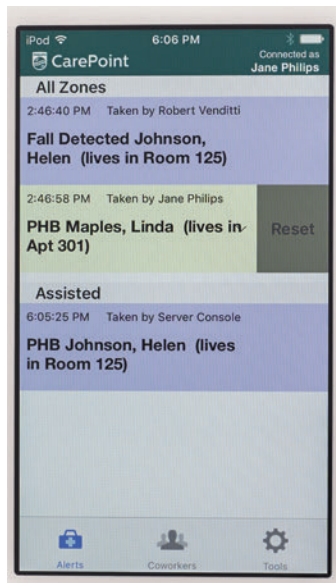 iPod 6:06 PM
CarePoint
Connected as
Jane Philips
All Zones
2:46:40 PM Taken by Robert Venditti
Fall Detected Johnson,
Helen (lives in Room 125)
2:46:58 PM Taken by Jane Philips
PHB Maples, Linda (lives in
Apt 301)
Reset
Assisted
6:05:25 PM Taken by Server Console
PHB Johnson, Helen (lives
in Room 125)
Alerts Coworkers Tools